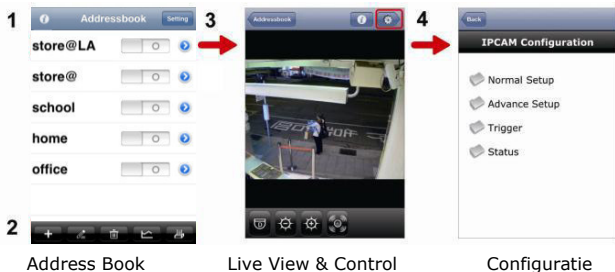 1 Addressbook Setting 3 Addressbook 4 Back
IPCAM Configuration
store@LA
store@
school
home
office
Normal Setup
Advance Setup
Trigger
Status
2
Address Book Live View & Control Configuratie